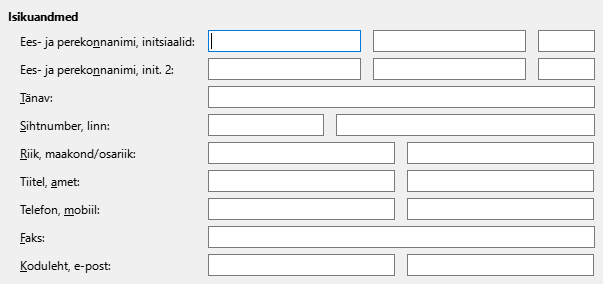 Isikuandmed
Ees- ja perekonnanimi, initsiaalid:
Ees- ja perekonnanimi, init. 2:
Tänav:
Sihtnumber, linn:
Riik, maakond/osariik:
Tiitel, amet:
Telefon, mobiil:
Faks:
Koduleht, e-post: